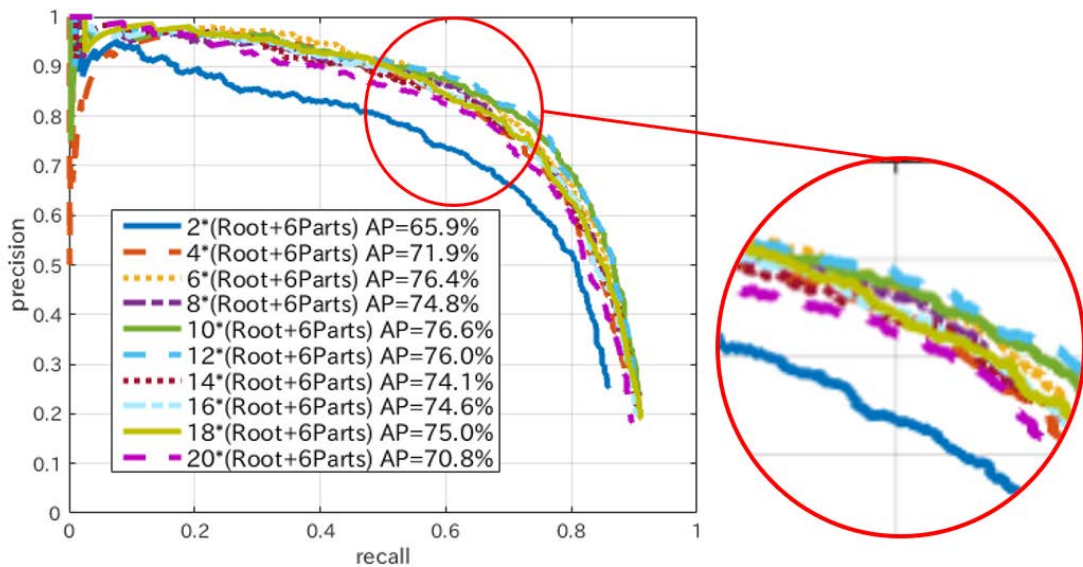 precision
1
0.9
0.8
0.7
0.6
0.5
0.4
0.3
0.2
0.1
0
2*(Root+6Parts) AP=65.9%
4*(Root+6Parts) AP=71.9%
6*(Root+6Parts) AP=76.4%
8*(Root+6Parts) AP=74.8%
10*(Root+6Parts) AP=76.6%
12*(Root+6Parts) AP=76.0%
14*(Root+6Parts) AP=74.1%
16*(Root+6Parts) AP=74.6%
18*(Root+6Parts) AP=75.0%
20*(Root+6Parts) AP=70.8%
0 0.2 0.4 0.6 0.8 1
recall